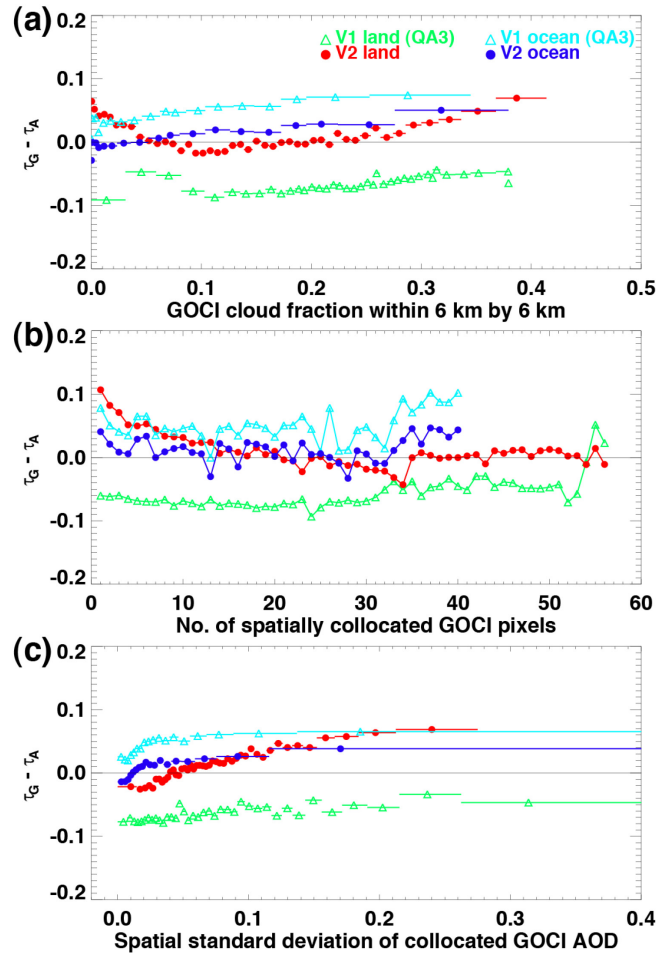 (a)
V1 land (QA3) V1 ocean (QA3)
V2 land V2 ocean
0.2
0.1
0.0
-0.1
-0.2
τG - τA
0.0 0.1 0.2 0.3 0.4 0.5
GOCI cloud fraction within 6 km by 6 km
(b)
0.2
0.1
0.0
-0.1
-0.2
τG - τA
0 10 20 30 40 50 60
No. of spatially collocated GOCI pixels
(c)
0.2
0.1
0.0
-0.1
-0.2
τG - τA
0.0 0.1 0.2 0.3 0.4
Spatial standard deviation of collocated GOCI AOD